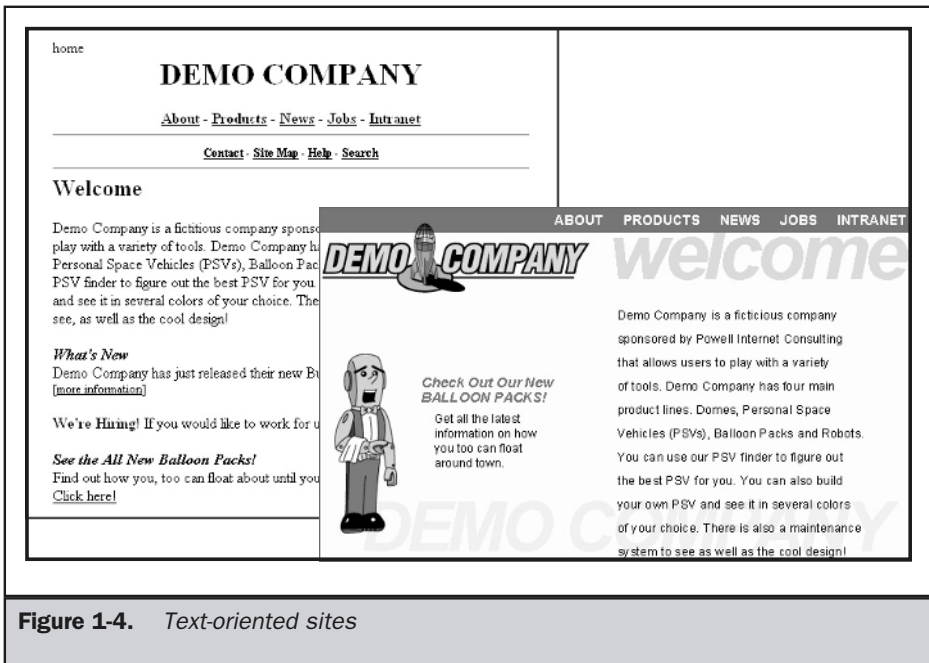 home
DEMO COMPANY
About - Products - News - Jobs - Intranet
Contact - Site Map - Help - Search
Welcome
Demo Company is a fictitious company sponso
play with a variety of tools. Demo Company ha
Personal Space Vehicles (PSVs), Balloon Pac
PSV finder to figure out the best PSV for you.
and see it in several colors of your choice. The
see, as well as the cool design!
What's New
Demo Company has just released their new Bu
[more information]
We're Hiring! If you would like to work for u
See the All New Balloon Packs!
Find out how you, too can float about until you
Click here!
ABOUT PRODUCTS NEWS JOBS INTRANET
DEMO COMPANY
welcome
Check Out Our New
BALLOON PACKS!
Get all the latest
information on how
you too can float
around town.
Demo Company is a ficticious company
sponsored by Powell Internet Consulting
that allows users to play with a variety
of tools. Demo Company has four main
product lines. Domes, Personal Space
Vehicles (PSVs), Balloon Packs and Robots.
You can use our PSV finder to figure out
the best PSV for you. You can also build
your own PSV and see it in several colors
of your choice. There is also a maintenance
system to see as well as the cool design!
DEMO COMPANY
Figure 1-4. Text-oriented sites